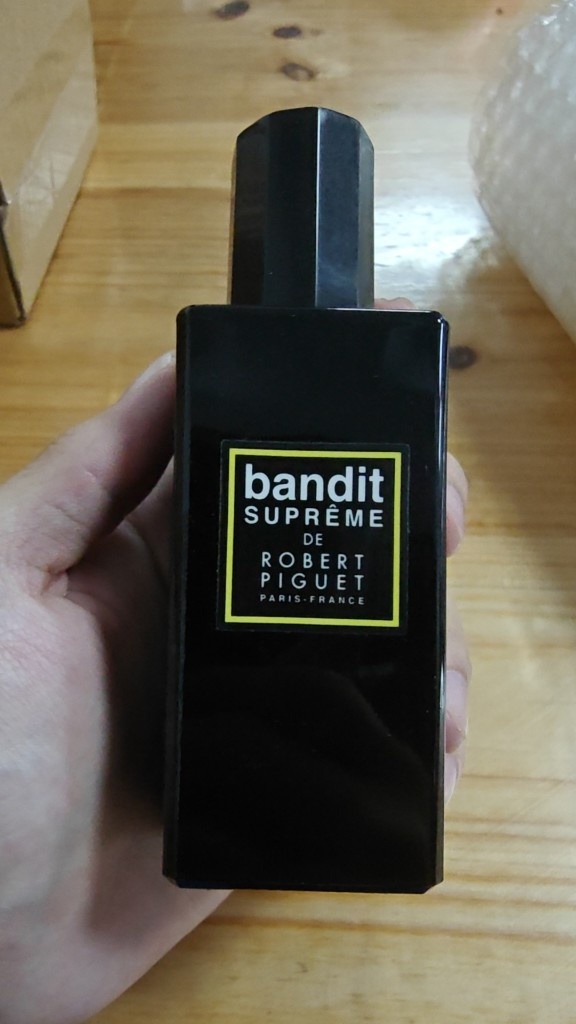 bandit
SUPRÊME
DE
ROBERT
PIGUET
PARIS-FRANCE